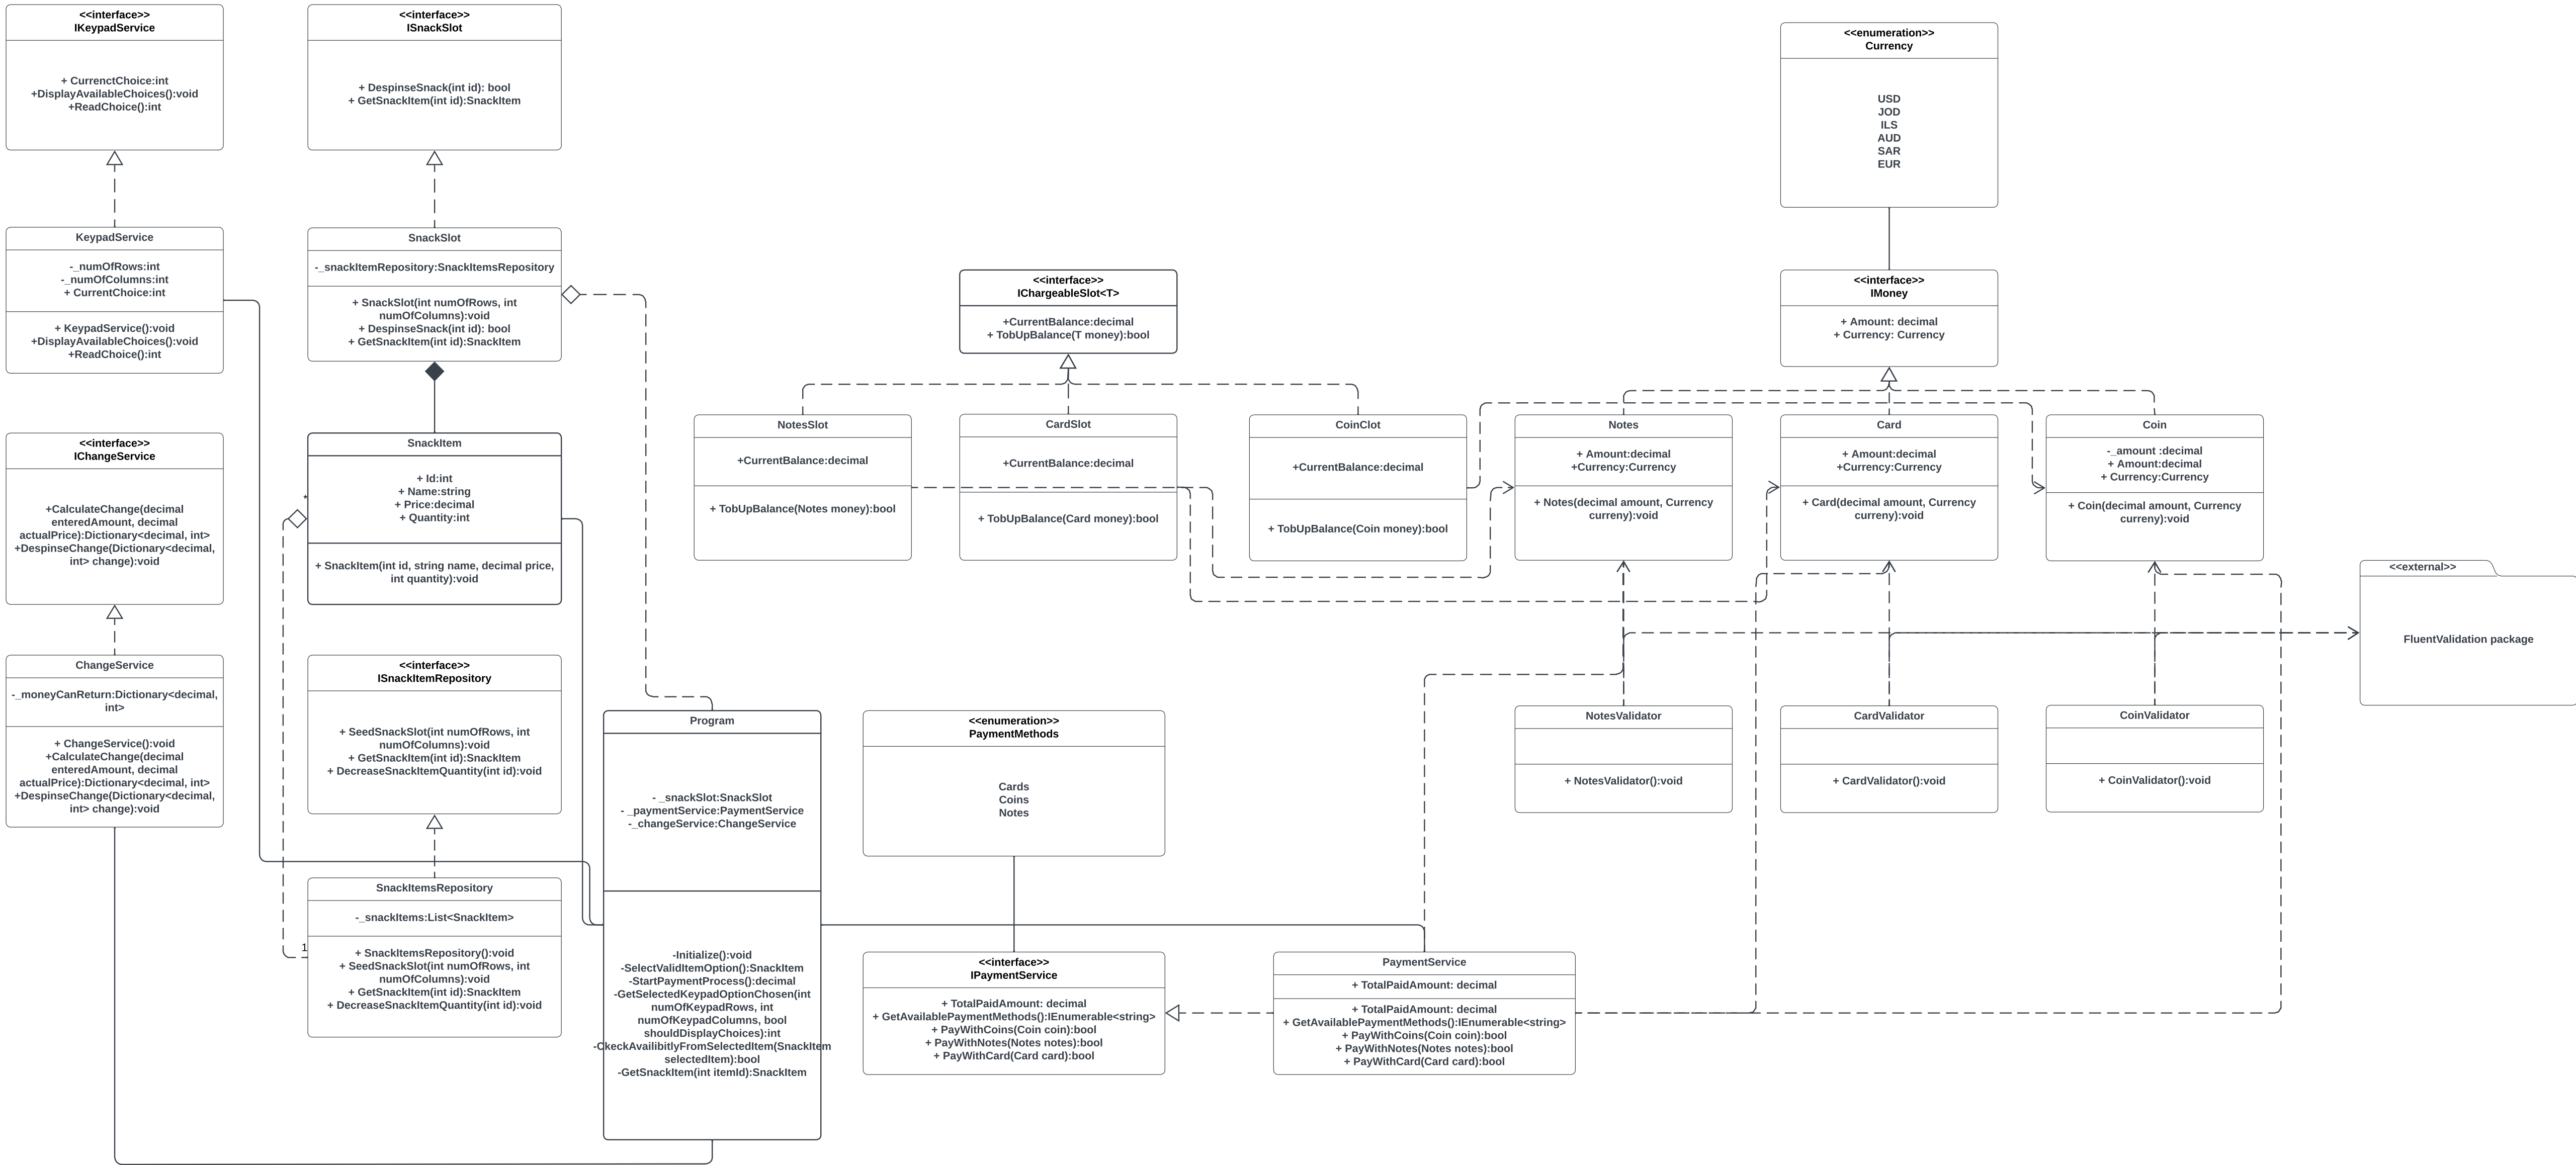 <<interface>>
IKeypadService
+ CurrenctChoice:int
+DisplayAvailableChoices():void
+ReadChoice():int
<<interface>>
ISnackSlot
+ DespinseSnack(int id): bool
+ GetSnackItem(int id):SnackItem
<<enumeration>>
Currency
USD
JOD
ILS
AUD
SAR
EUR
KeypadService
-_numOfRows:int
-_numOfColumns:int
+ CurrentChoice:int
+ KeypadService():void
+DisplayAvailableChoices():void
+ReadChoice():int
SnackSlot
-_snackItemRepository:SnackItemsRepository
+ SnackSlot(int numOfRows, int
numOfColumns):void
+ DespinseSnack(int id): bool
+ GetSnackItem(int id):SnackItem
<<interface>>
IChargeableSlot<T>
+CurrentBalance:decimal
+ TobUpBalance(T money):bool
<<interface>>
IMoney
+ Amount: decimal
+ Currency: Currency
<<interface>>
IChangeService
+CalculateChange(decimal
enteredAmount, decimal
actualPrice):Dictionary<decimal, int>
+DespinseChange(Dictionary<decimal,
int> change):void
SnackItem
+ Id:int
+ Name:string
+ Price:decimal
+ Quantity:int
+ SnackItem(int id, string name, decimal price,
int quantity):void
*
NotesSlot
+CurrentBalance:decimal
+ TobUpBalance(Notes money):bool
CardSlot
+CurrentBalance:decimal
+ TobUpBalance(Card money):bool
CoinClot
+CurrentBalance:decimal
+ TobUpBalance(Coin money):bool
Notes
+ Amount:decimal
+Currency:Currency
+ Notes(decimal amount, Currency
curreny):void
Card
+ Amount:decimal
+Currency:Currency
+ Card(decimal amount, Currency
curreny):void
Coin
-_amount :decimal
+ Amount:decimal
+ Currency:Currency
+ Coin(decimal amount, Currency
curreny):void
<<external>>
FluentValidation package
ChangeService
-_moneyCanReturn:Dictionary<decimal,
int>
+ ChangeService():void
+CalculateChange(decimal
enteredAmount, decimal
actualPrice):Dictionary<decimal, int>
+DespinseChange(Dictionary<decimal,
int> change):void
<<interface>>
ISnackItemRepository
+ SeedSnackSlot(int numOfRows, int
numOfColumns):void
+ GetSnackItem(int id):SnackItem
+ DecreaseSnackItemQuantity(int id):void
Program
- _snackSlot:SnackSlot
- _paymentService:PaymentService
-_changeService:ChangeService
-Initialize():void
-SelectValidItemOption():SnackItem
-StartPaymentProcess():decimal
-GetSelectedKeypadOptionChosen(int
numOfKeypadRows, int
numOfKeypadColumns, bool
shouldDisplayChoices):int
-CkeckAvailibitlyFromSelectedItem(SnackItem
selectedItem):bool
-GetSnackItem(int itemId):SnackItem
<<enumeration>>
PaymentMethods
Cards
Coins
Notes
NotesValidator
+ NotesValidator():void
CardValidator
+ CardValidator():void
CoinValidator
+ CoinValidator():void
SnackItemsRepository
-_snackItems:List<SnackItem>
+ SnackItemsRepository():void
+ SeedSnackSlot(int numOfRows, int
numOfColumns):void
+ GetSnackItem(int id):SnackItem
+ DecreaseSnackItemQuantity(int id):void
1
<<interface>>
IPaymentService
+ TotalPaidAmount: decimal
+ GetAvailablePaymentMethods():IEnumerable<string>
+ PayWithCoins(Coin coin):bool
+ PayWithNotes(Notes notes):bool
+ PayWithCard(Card card):bool
PaymentService
+ TotalPaidAmount: decimal
+ TotalPaidAmount: decimal
+ GetAvailablePaymentMethods():IEnumerable<string>
+ PayWithCoins(Coin coin):bool
+ PayWithNotes(Notes notes):bool
+ PayWithCard(Card card):bool